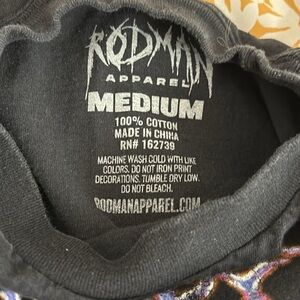 RODMAN
APPAREL
MEDIUM
100% COTTON
MADE IN CHINA
RN# 162739
MACHINE WASH COLD WITH LIKE
COLORS. DO NOT IRON PRINT
DECORATIONS. TUMBLE DRY LOW.
DO NOT BLEACH.
RODMANAPPAREL.COM